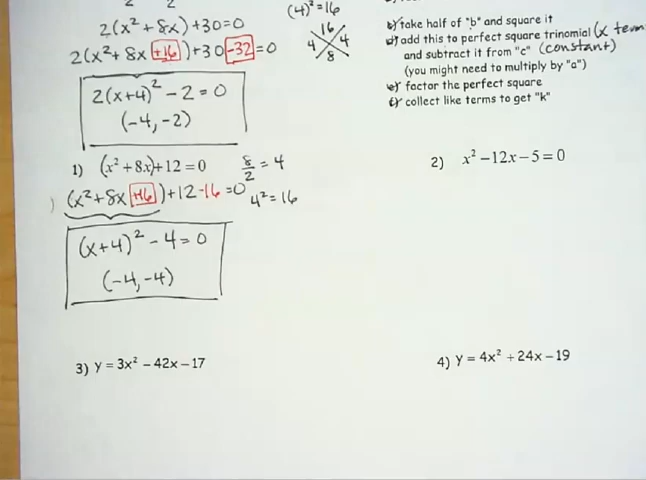 2 2
2(x² + 8x) + 30 = 0
(4)² = 16
2(x² + 8x +16) + 30 -32 = 0
16
4 4
8
2(x+4)² - 2 = 0
(-4, -2)
b) take half of "b" and square it
d) add this to perfect square trinomial (x term
and subtract it from "c" (constant)
(you might need to multiply by "a")
e) factor the perfect square
f) collect like terms to get "k"
1) (x² + 8x) + 12 = 0
8/2 = 4
(x² + 8x +16) + 12 - 16 = 0
4² = 16
(x+4)² - 4 = 0
(-4, -4)
2) x² - 12x - 5 = 0
3) y = 3x² - 42x - 17
4) y = 4x² + 24x - 19